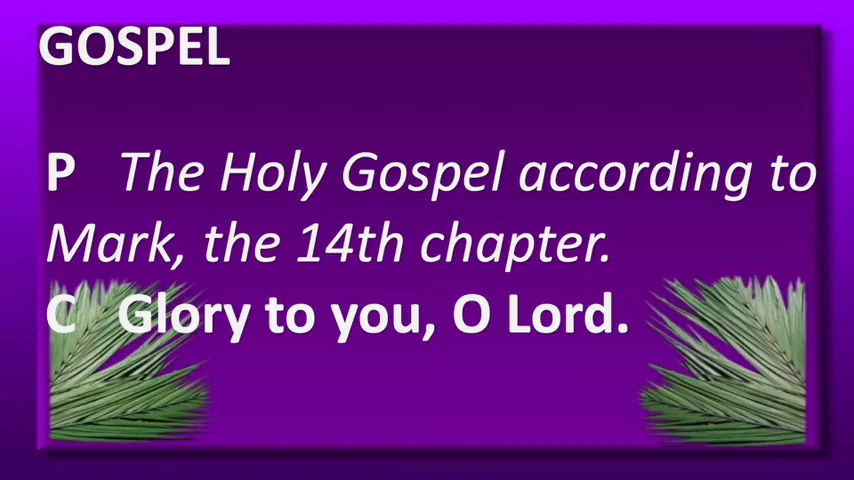 GOSPEL
P The Holy Gospel according to
Mark, the 14th chapter.
C Glory to you, O Lord.